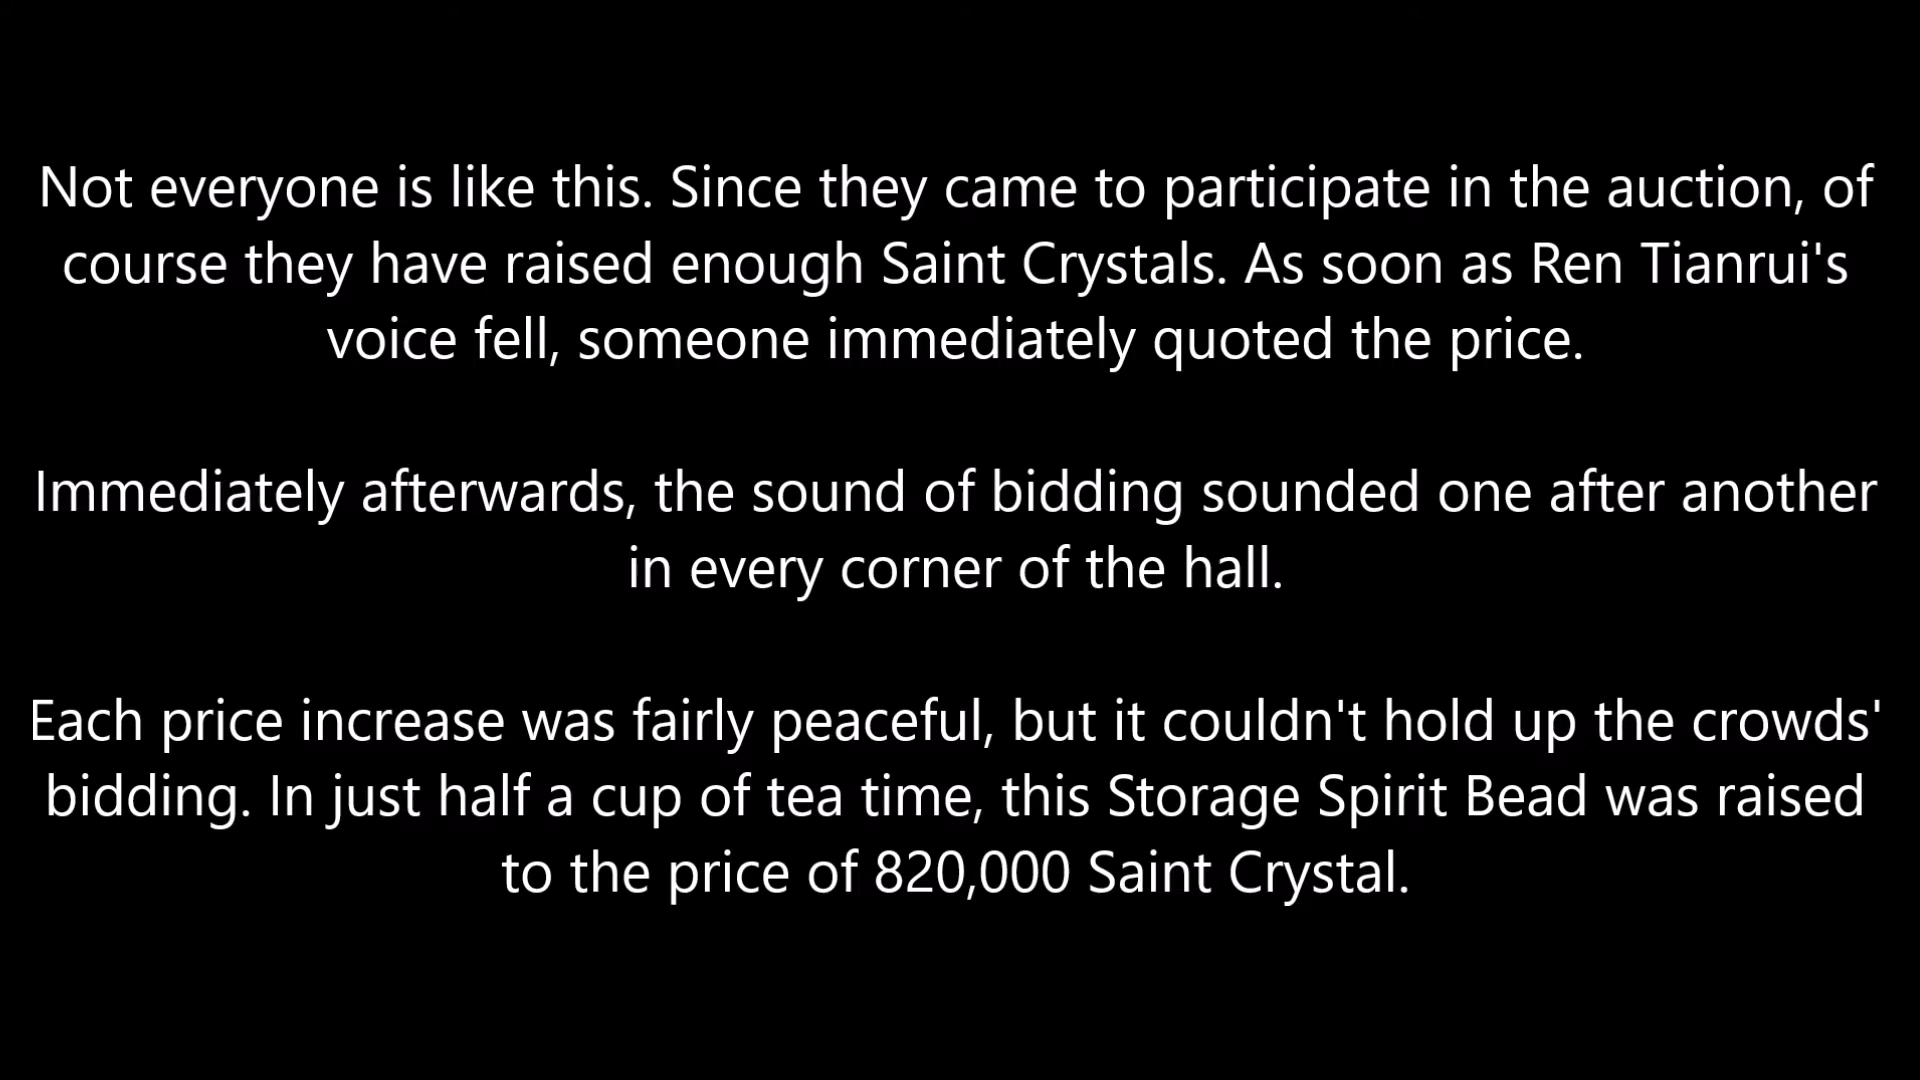 Not everyone is like this. Since they came to participate in the auction, of
course they have raised enough Saint Crystals. As soon as Ren Tianrui's
voice fell, someone immediately quoted the price.
Immediately afterwards, the sound of bidding sounded one after another
in every corner of the hall.
Each price increase was fairly peaceful, but it couldn't hold up the crowds'
bidding. In just half a cup of tea time, this Storage Spirit Bead was raised
to the price of 820,000 Saint Crystal.